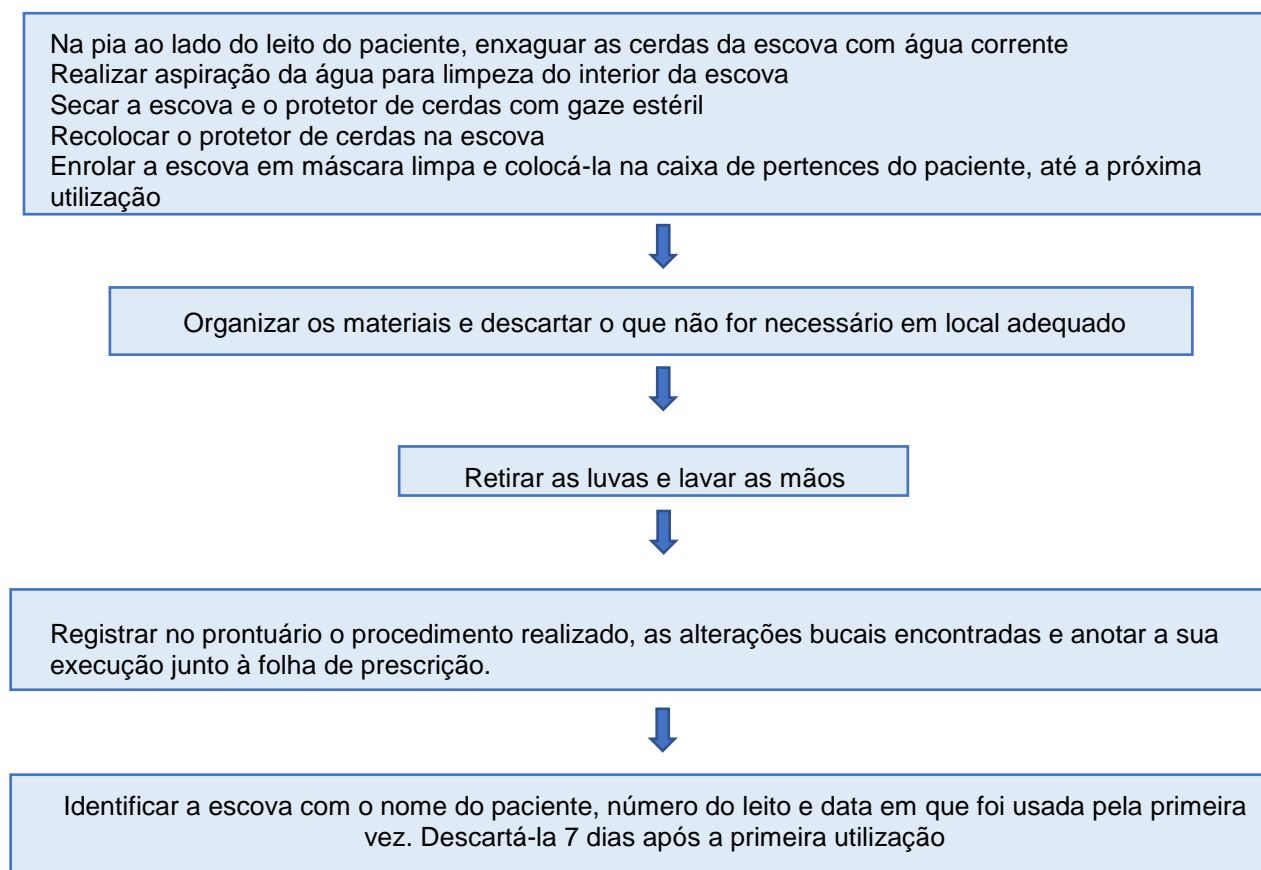 Na pia ao lado do leito do paciente, enxaguar as cerdas da escova com água corrente
Realizar aspiração da água para limpeza do interior da escova
Secar a escova e o protetor de cerdas com gaze estéril
Recolocar o protetor de cerdas na escova
Enrolar a escova em máscara limpa e colocá-la na caixa de pertences do paciente, até a próxima
utilização
Organizar os materiais e descartar o que não for necessário em local adequado
Retirar as luvas e lavar as mãos
Registrar no prontuário o procedimento realizado, as alterações bucais encontradas e anotar a sua
execução junto à folha de prescrição.
Identificar a escova com o nome do paciente, número do leito e data em que foi usada pela primeira
vez. Descartá-la 7 dias após a primeira utilização